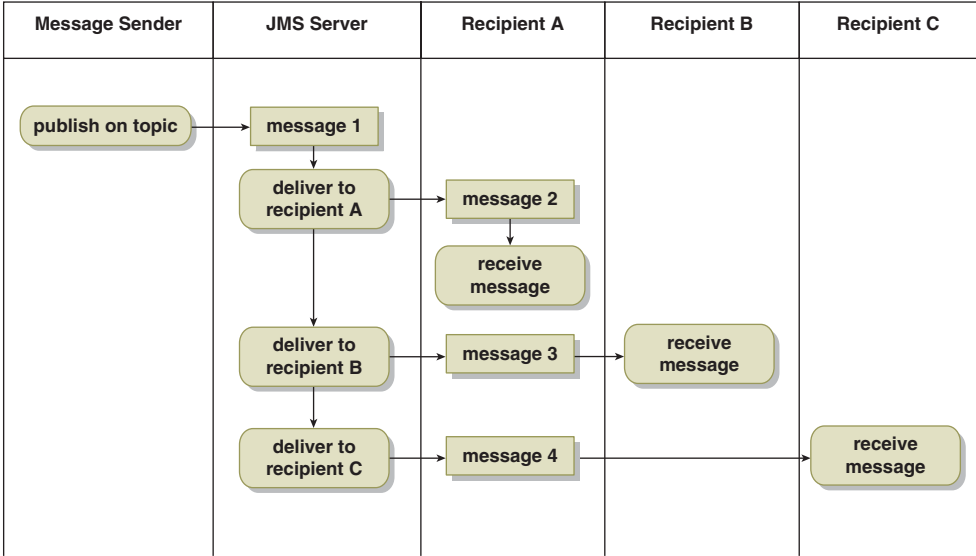 Message Sender
JMS Server
Recipient A
Recipient B
Recipient C
publish on topic
message 1
deliver to
recipient A
message 2
receive
message
deliver to
recipient B
message 3
receive
message
deliver to
recipient C
message 4
receive
message